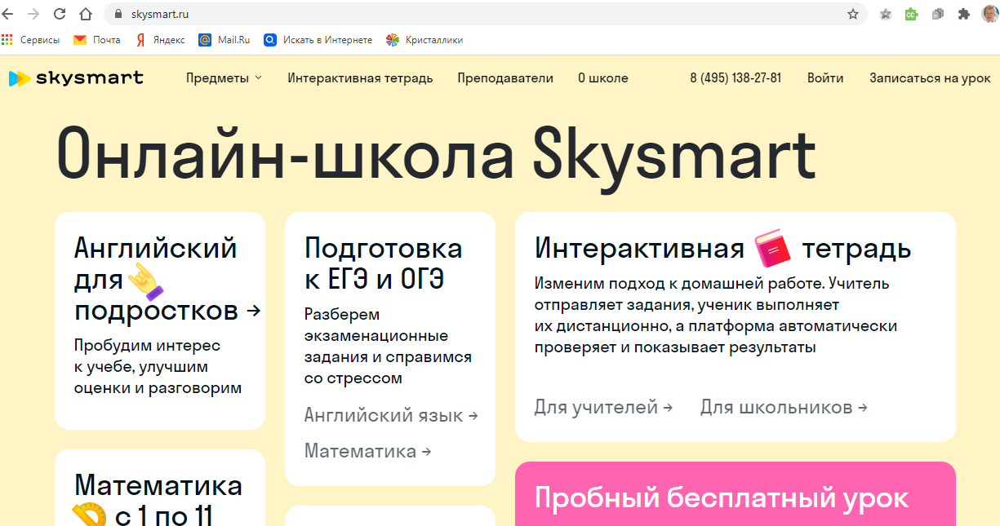 skysmart.ru
Сервисы Почта Яндекс Mail.Ru Искать в Интернете Кристаллики
skysmart Предметы Интерактивная тетрадь Преподаватели О школе 8 (495) 138-27-81 Войти Записаться на урок
Онлайн-школа Skysmart
Английский
для
подростков →
Пробудим интерес
к учебе, улучшим
оценки и разговорим
Подготовка
к ЕГЭ и ОГЭ
Разберем
экзаменационные
задания и справимся
со стрессом
Английский язык →
Математика →
Интерактивная тетрадь
Изменим подход к домашней работе. Учитель
отправляет задания, ученик выполняет
их дистанционно, а платформа автоматически
проверяет и показывает результаты
Для учителей → Для школьников →
Математика
с 1 по 11
Пробный бесплатный урок